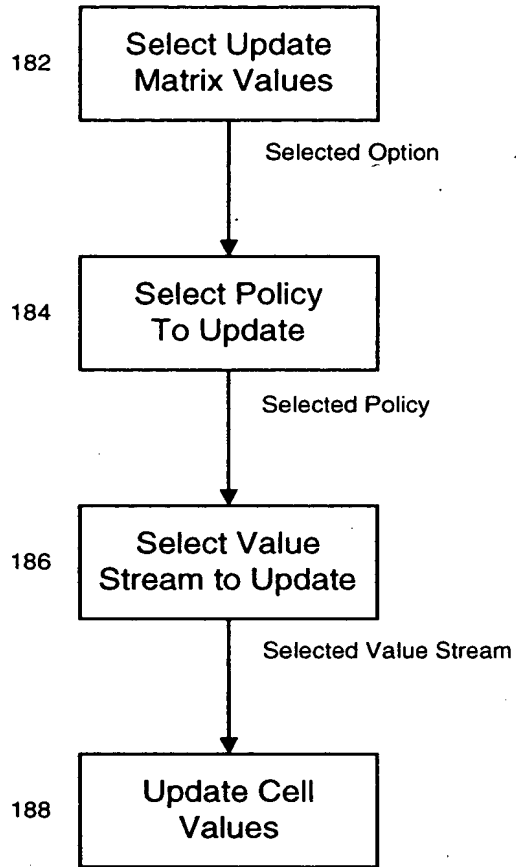 182
Select Update
Matrix Values
Selected Option
184
Select Policy
To Update
Selected Policy
186
Select Value
Stream to Update
Selected Value Stream
188
Update Cell
Values